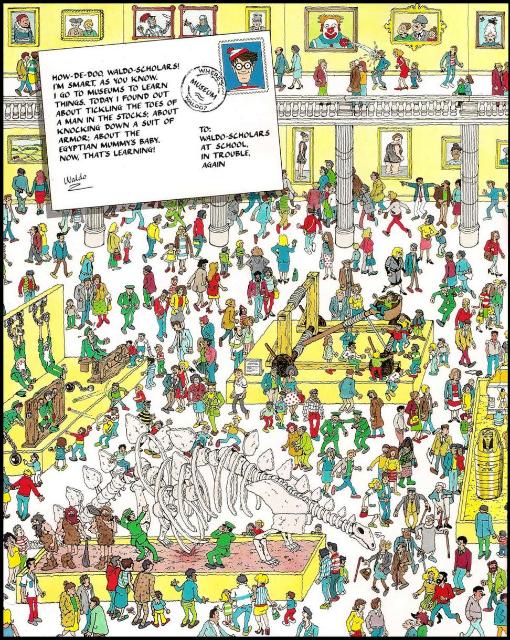 HOW-DE-DOO, WALDO-SCHOLARS!
I'M SMART, AS YOU KNOW.
I GO TO MUSEUMS TO LEARN
THINGS. TODAY I FOUND OUT
ABOUT TICKLING THE TOES OF
A MAN IN THE STOCKS; ABOUT
KNOCKING DOWN A SUIT OF
ARMOR; ABOUT THE
EGYPTIAN MUMMY'S BABY.
NOW, THAT'S LEARNING!
Waldo
MUSEUM
TO:
WALDO-SCHOLARS
AT SCHOOL,
IN TROUBLE,
AGAIN